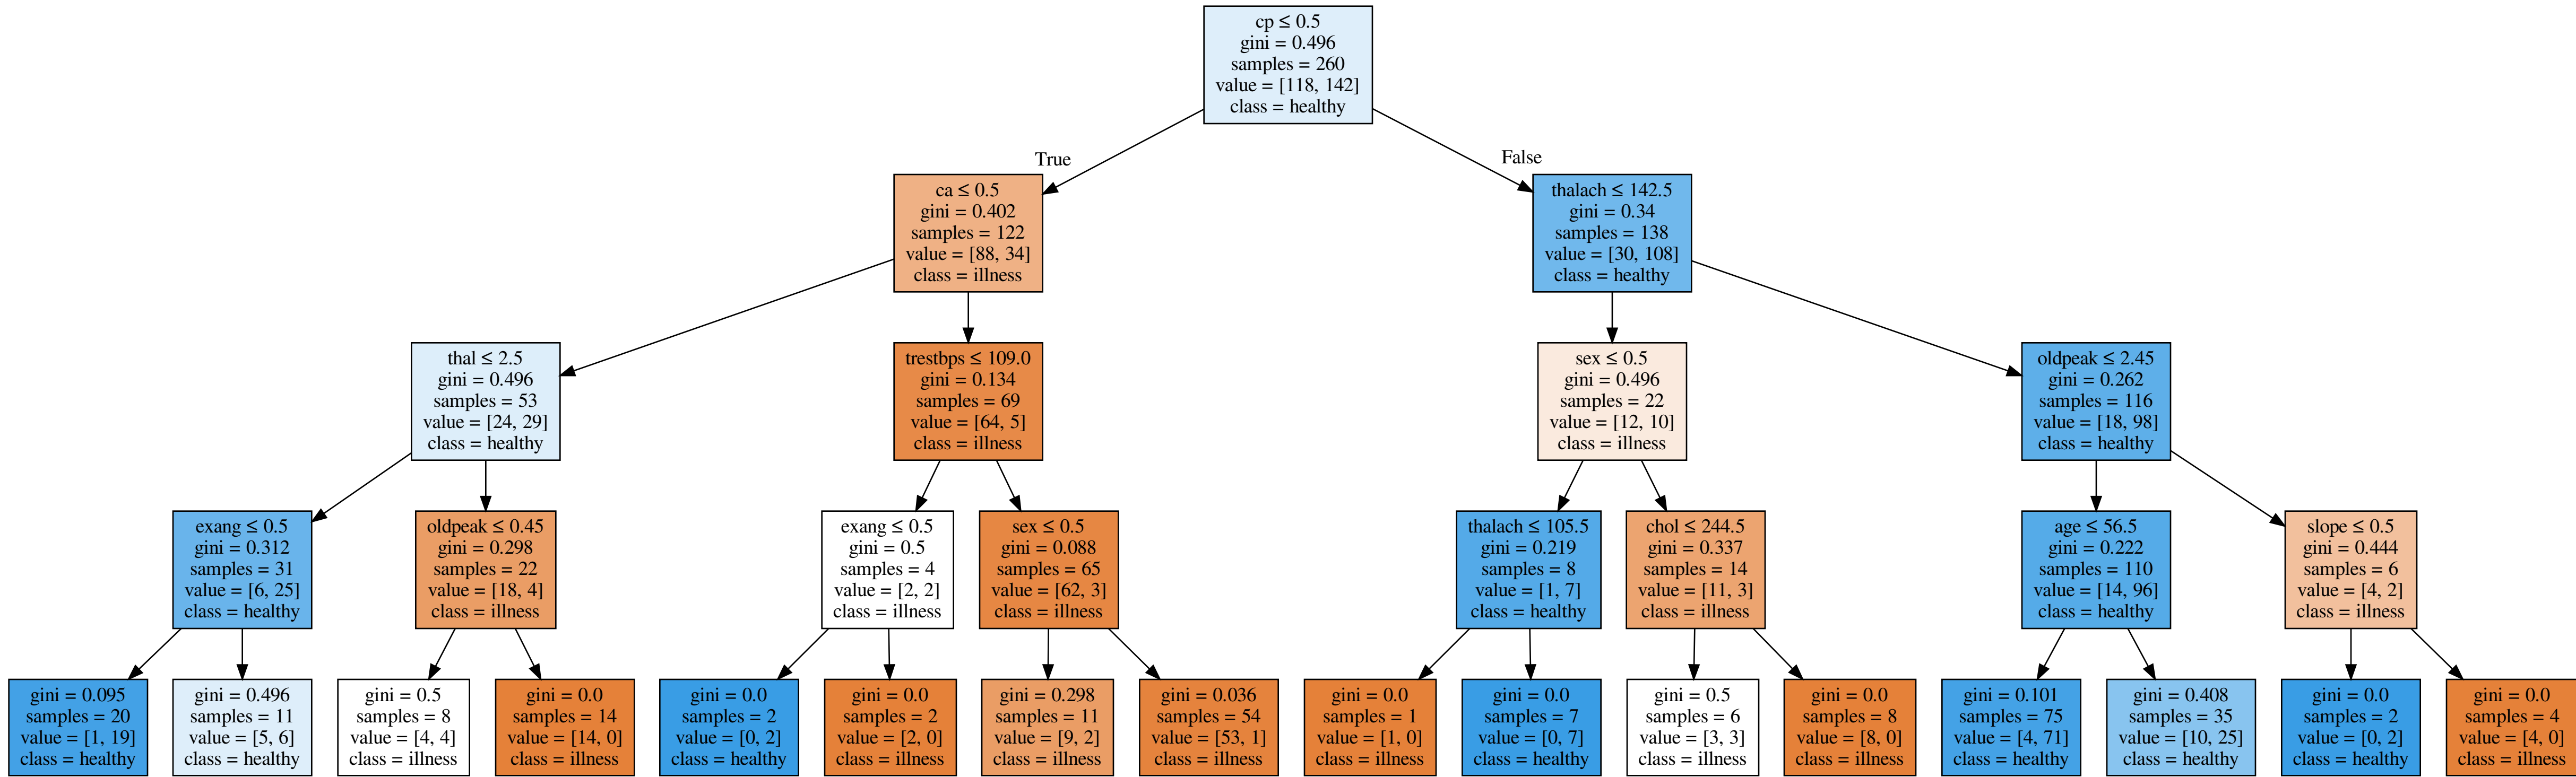 cp ≤ 0.5
gini = 0.496
samples = 260
value = [118, 142]
class = healthy
True
False
ca ≤ 0.5
gini = 0.402
samples = 122
value = [88, 34]
class = illness
thalach ≤ 142.5
gini = 0.34
samples = 138
value = [30, 108]
class = healthy
thal ≤ 2.5
gini = 0.496
samples = 53
value = [24, 29]
class = healthy
trestbps ≤ 109.0
gini = 0.134
samples = 69
value = [64, 5]
class = illness
sex ≤ 0.5
gini = 0.496
samples = 22
value = [12, 10]
class = illness
oldpeak ≤ 2.45
gini = 0.262
samples = 116
value = [18, 98]
class = healthy
exang ≤ 0.5
gini = 0.312
samples = 31
value = [6, 25]
class = healthy
oldpeak ≤ 0.45
gini = 0.298
samples = 22
value = [18, 4]
class = illness
exang ≤ 0.5
gini = 0.5
samples = 4
value = [2, 2]
class = illness
sex ≤ 0.5
gini = 0.088
samples = 65
value = [62, 3]
class = illness
thalach ≤ 105.5
gini = 0.219
samples = 8
value = [1, 7]
class = healthy
chol ≤ 244.5
gini = 0.337
samples = 14
value = [11, 3]
class = illness
age ≤ 56.5
gini = 0.222
samples = 110
value = [14, 96]
class = healthy
slope ≤ 0.5
gini = 0.444
samples = 6
value = [4, 2]
class = illness
gini = 0.095
samples = 20
value = [1, 19]
class = healthy
gini = 0.496
samples = 11
value = [5, 6]
class = healthy
gini = 0.5
samples = 8
value = [4, 4]
class = illness
gini = 0.0
samples = 14
value = [14, 0]
class = illness
gini = 0.0
samples = 2
value = [0, 2]
class = healthy
gini = 0.0
samples = 2
value = [2, 0]
class = illness
gini = 0.298
samples = 11
value = [9, 2]
class = illness
gini = 0.036
samples = 54
value = [53, 1]
class = illness
gini = 0.0
samples = 1
value = [1, 0]
class = illness
gini = 0.0
samples = 7
value = [0, 7]
class = healthy
gini = 0.5
samples = 6
value = [3, 3]
class = illness
gini = 0.0
samples = 8
value = [8, 0]
class = illness
gini = 0.101
samples = 75
value = [4, 71]
class = healthy
gini = 0.408
samples = 35
value = [10, 25]
class = healthy
gini = 0.0
samples = 2
value = [0, 2]
class = healthy
gini = 0.0
samples = 4
value = [4, 0]
class = illness